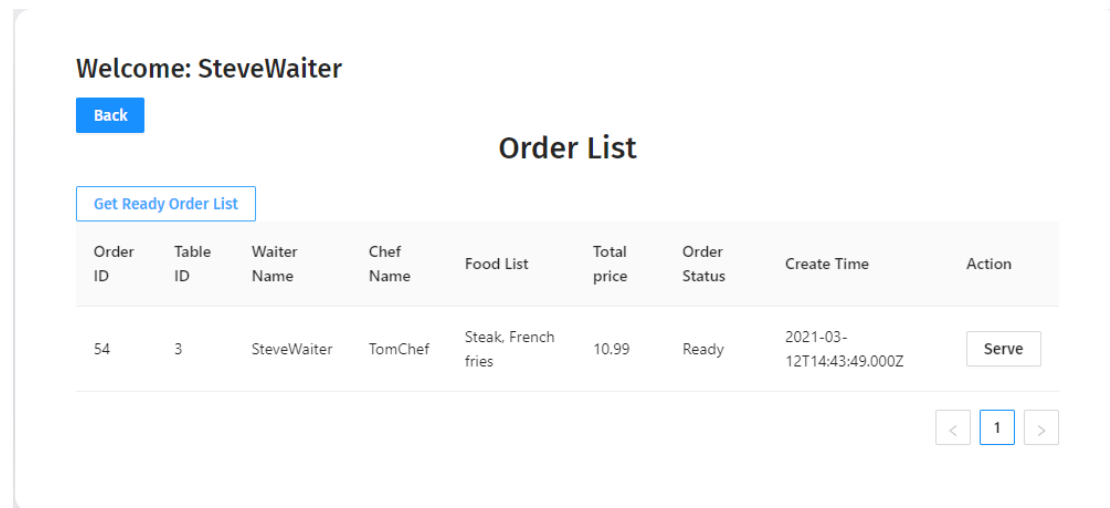 Welcome: SteveWaiter
Back
Order List
Get Ready Order List
Order ID
Table ID
Waiter Name
Chef Name
Food List
Total price
Order Status
Create Time
Action
54
3
SteveWaiter
TomChef
Steak, French
fries
10.99
Ready
2021-03-
12T14:43:49.000Z
Serve
< 1 >